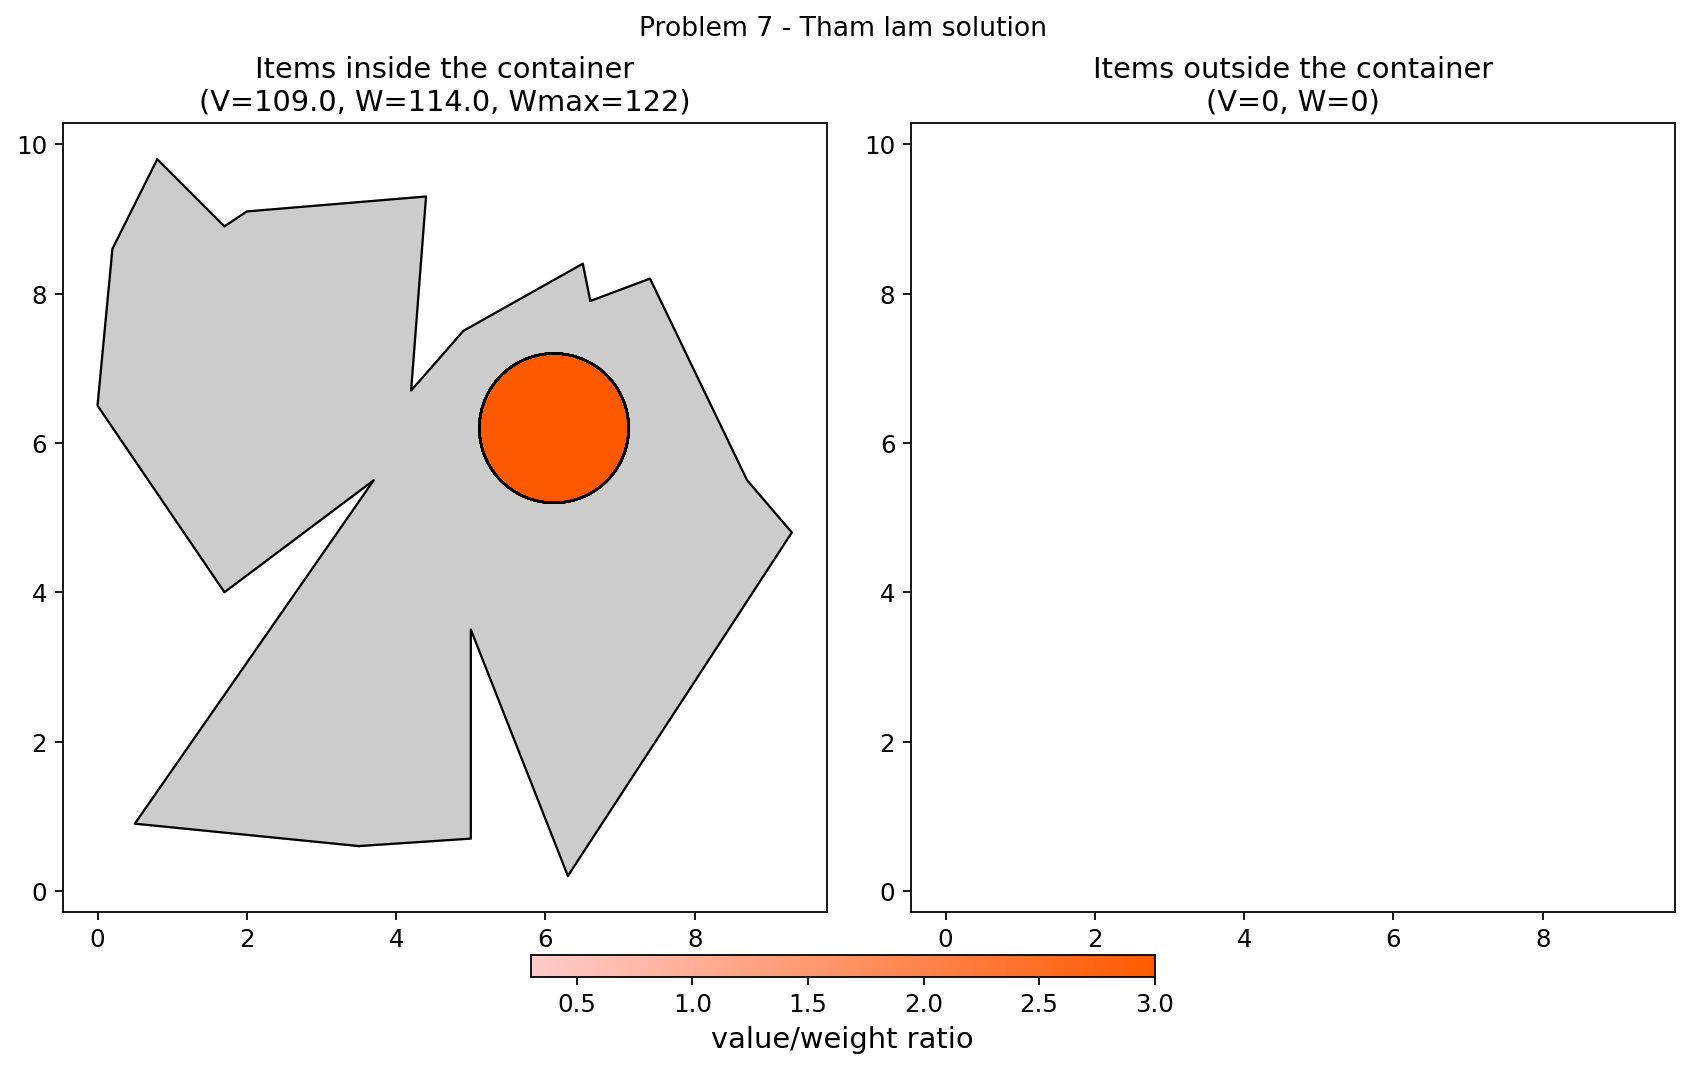 Problem 7 - Tham lam solution
Items inside the container
(V=109.0, W=114.0, Wmax=122)
10
8
6
4
2
0
0 2 4 6 8
Items outside the container
(V=0, W=0)
10
8
6
4
2
0
0 2 4 6 8
0.5 1.0 1.5 2.0 2.5 3.0
value/weight ratio